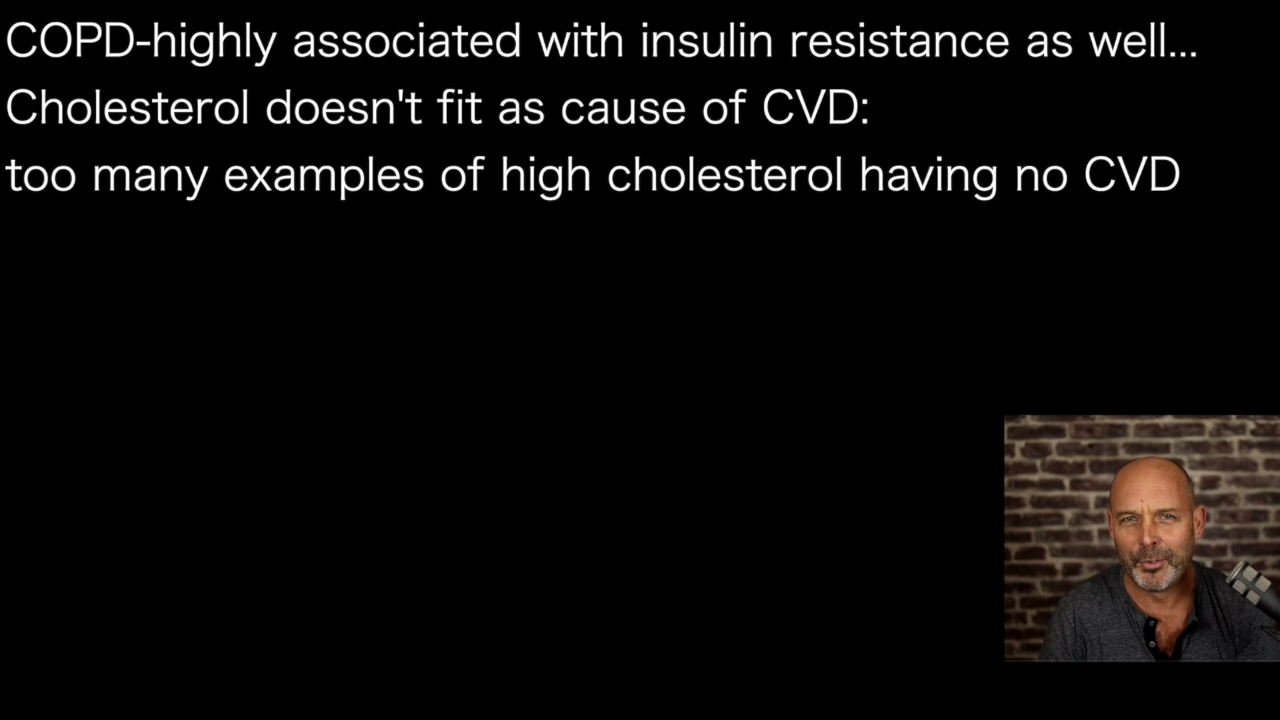 COPD-highly associated with insulin resistance as well...
Cholesterol doesn't fit as cause of CVD:
too many examples of high cholesterol having no CVD